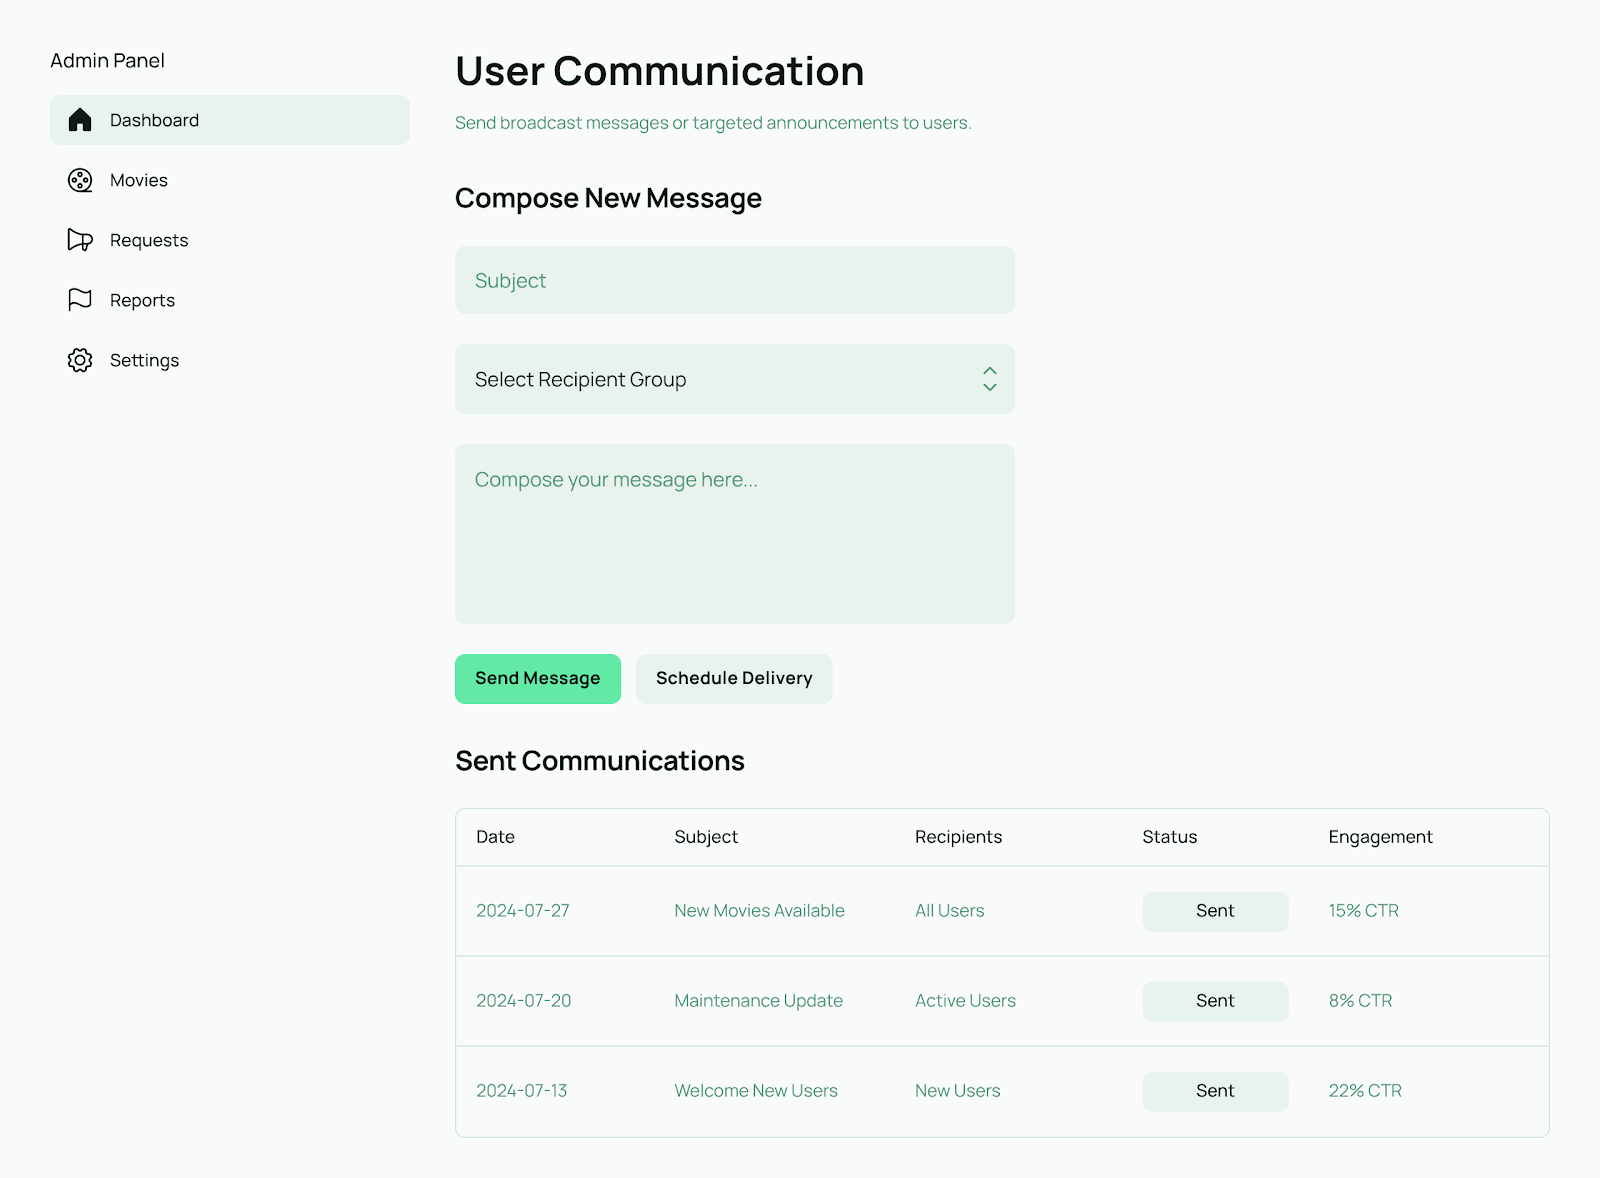 Admin Panel
Dashboard
Movies
Requests
Reports
Settings
User Communication
Send broadcast messages or targeted announcements to users.
Compose New Message
Subject
Select Recipient Group
Compose your message here...
Send Message Schedule Delivery
Sent Communications
Date Subject Recipients Status Engagement
2024-07-27 New Movies Available All Users Sent 15% CTR
2024-07-20 Maintenance Update Active Users Sent 8% CTR
2024-07-13 Welcome New Users New Users Sent 22% CTR